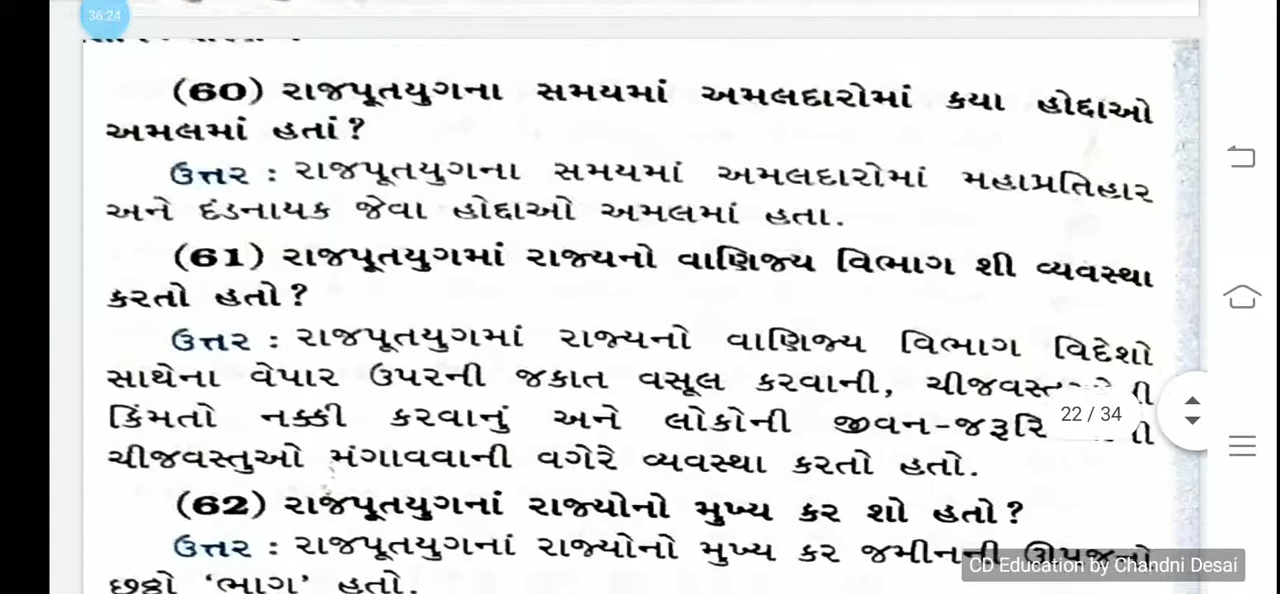 36:24
(60) રાજપૂતયુગના સમયમાં અમલદારોમાં કયા હોદ્દાઓ
અમલમાં હતાં?
ઉત્તર : રાજપૂતયુગના સમયમાં અમલદારોમાં મહાપ્રતિહાર
અને દંડનાયક જેવા હોદ્દાઓ અમલમાં હતા.
(61) રાજપૂતયુગમાં રાજ્યનો વાણિજ્ય વિભાગ શી વ્યવસ્થા
કરતો હતો?
ઉત્તર : રાજપૂતયુગમાં રાજ્યનો વાણિજ્ય વિભાગ વિદેશો
સાથેના વેપાર ઉપરની જકાત વસૂલ કરવાની,
કિંમતો નક્કી કરવાનું અને લોકોની
22 / 34
ચીજવસ્તુઓ મંગાવવાની વગેરે વ્યવસ્થા કરતો હતો.
(62) રાજપૂતયુગનાં રાજ્યોનો મુખ્ય કર શો હતો?
ઉત્તર : રાજપૂતયુગનાં રાજ્યોનો મુખ્ય કર જમીનની ઊપજનો
છઠ્ઠો ‘ભાગ’ હતો.
CD Education by Chandni Desai